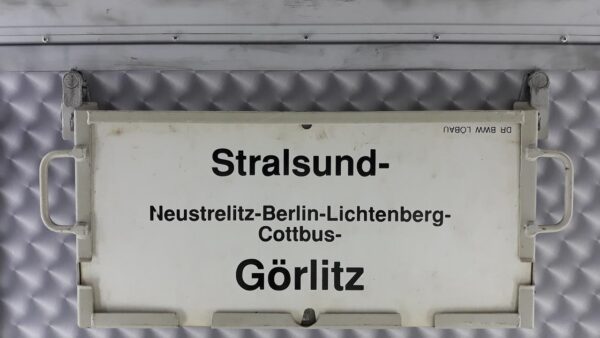 DR BWW LÖBAU
Stralsund-
Neustrelitz-Berlin-Lichtenberg-
Cottbus-
Görlitz